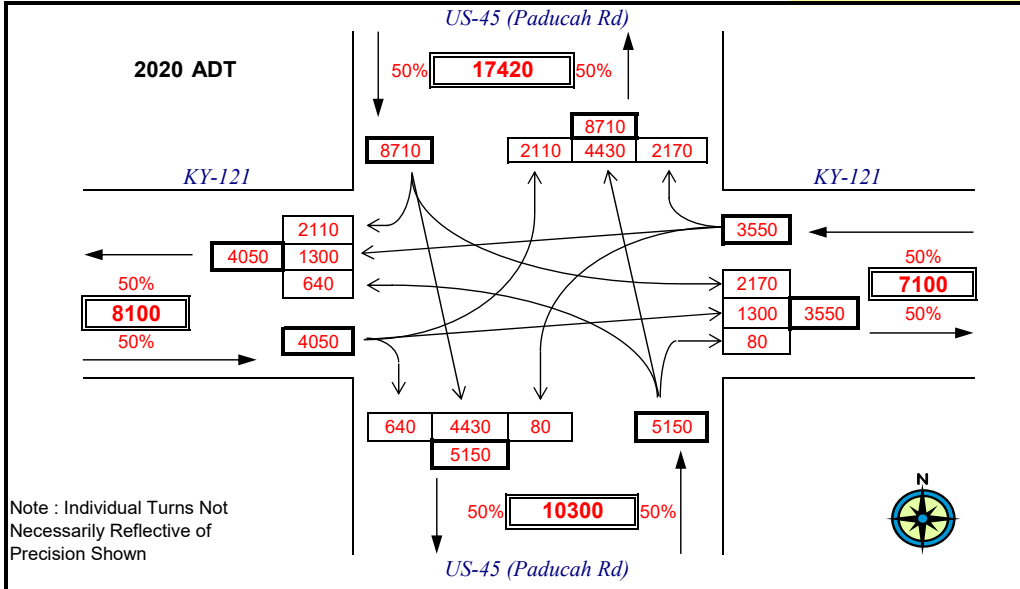 US-45 (Paducah Rd)
2020 ADT
50% 17420 50%
8710
8710
2110 4430 2170
KY-121
KY-121
2110
4050 1300
640
3550
50%
8100
50%
50%
7100
50%
2170
1300 3550
80
4050
640 4430 80
5150
5150
50% 10300 50%
N
Note : Individual Turns Not
Necessarily Reflective of
Precision Shown
US-45 (Paducah Rd)